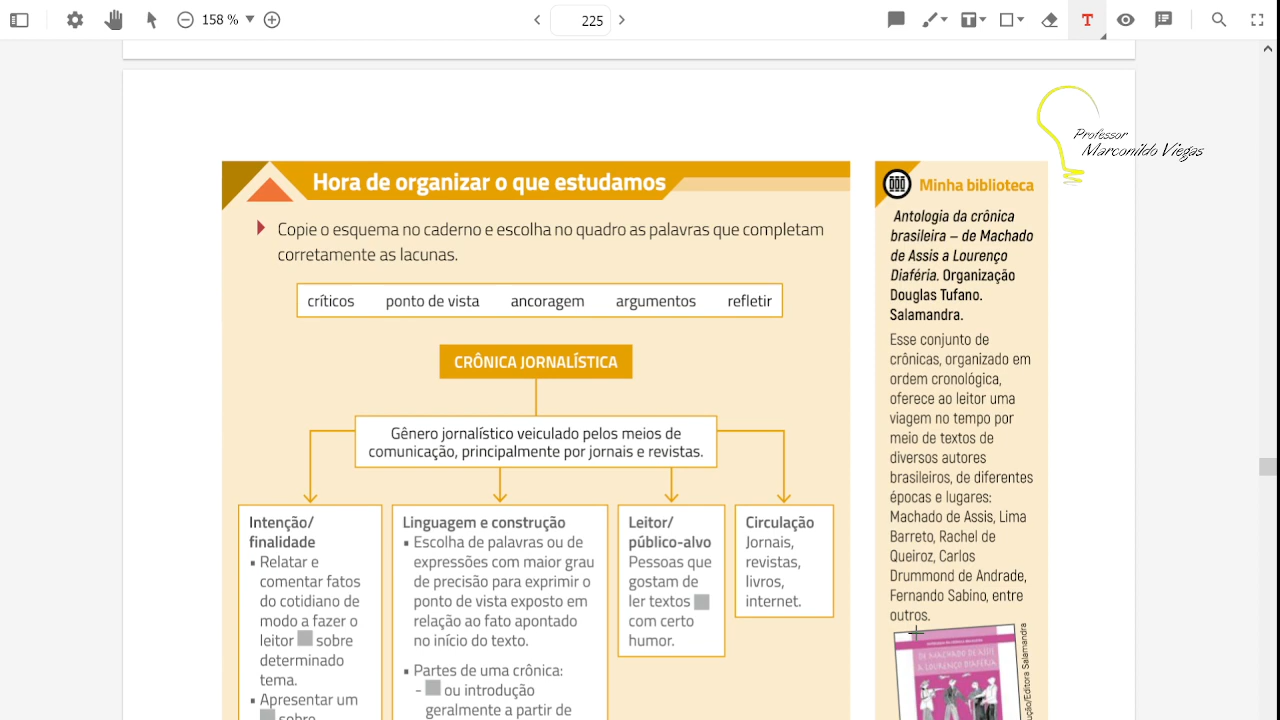 158 %
225
Professor
Marconildo Viegas
Hora de organizar o que estudamos
Copie o esquema no caderno e escolha no quadro as palavras que completam
corretamente as lacunas.
críticos ponto de vista ancoragem argumentos refletir
CRÔNICA JORNALÍSTICA
Gênero jornalístico veiculado pelos meios de
comunicação, principalmente por jornais e revistas.
Intenção/
finalidade
▪ Relatar e
comentar fatos
do cotidiano de
modo a fazer o
leitor sobre
determinado
tema.
▪ Apresentar um
sobre
Linguagem e construção
▪ Escolha de palavras ou de
expressões com maior grau
de precisão para exprimir o
ponto de vista exposto em
relação ao fato apontado
no início do texto.
▪ Partes de uma crônica:
- ou introdução
geralmente a partir de
Leitor/
público-alvo
Pessoas que
gostam de
ler textos
com certo
humor.
Circulação
Jornais,
revistas,
livros,
internet.
Minha biblioteca
Antologia da crônica
brasileira – de Machado
de Assis a Lourenço
Diaféria. Organização
Douglas Tufano.
Salamandra.
Esse conjunto de
crônicas, organizado em
ordem cronológica,
oferece ao leitor uma
viagem no tempo por
meio de textos de
diversos autores
brasileiros, de diferentes
épocas e lugares:
Machado de Assis, Lima
Barreto, Rachel de
Queiroz, Carlos
Drummond de Andrade,
Fernando Sabino, entre
outros.
DE MACHADO DE ASSIS
A LOURENÇO DIAFÉRIA
ução/Editora Salamandra